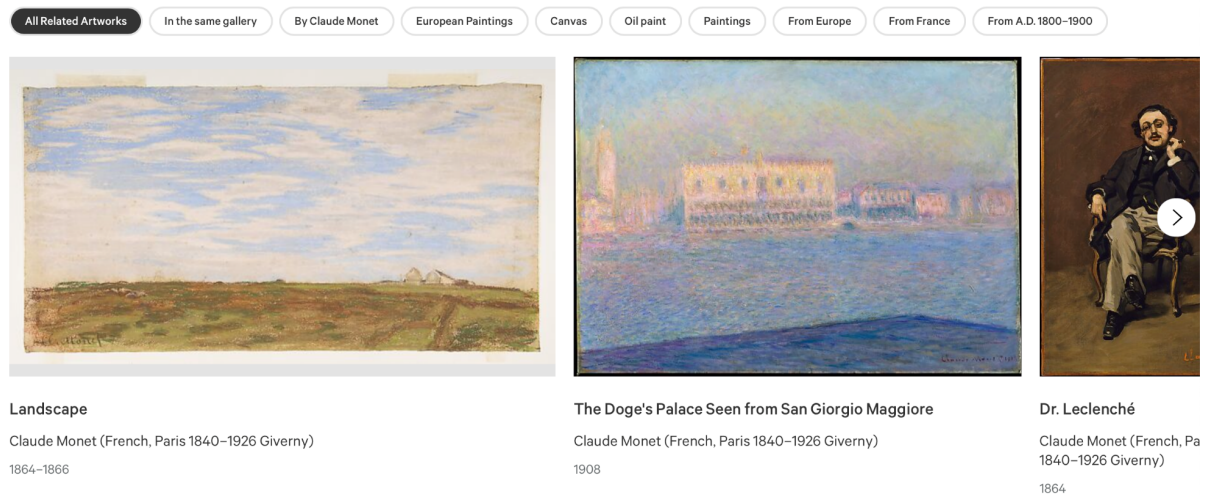 All Related Artworks
In the same gallery
By Claude Monet
European Paintings
Canvas
Oil paint
Paintings
From Europe
From France
From A.D. 1800–1900
Landscape
Claude Monet (French, Paris 1840–1926 Giverny)
1864–1866
The Doge's Palace Seen from San Giorgio Maggiore
Claude Monet (French, Paris 1840–1926 Giverny)
1908
Dr. Leclenché
Claude Monet (French, Pa
1840–1926 Giverny)
1864